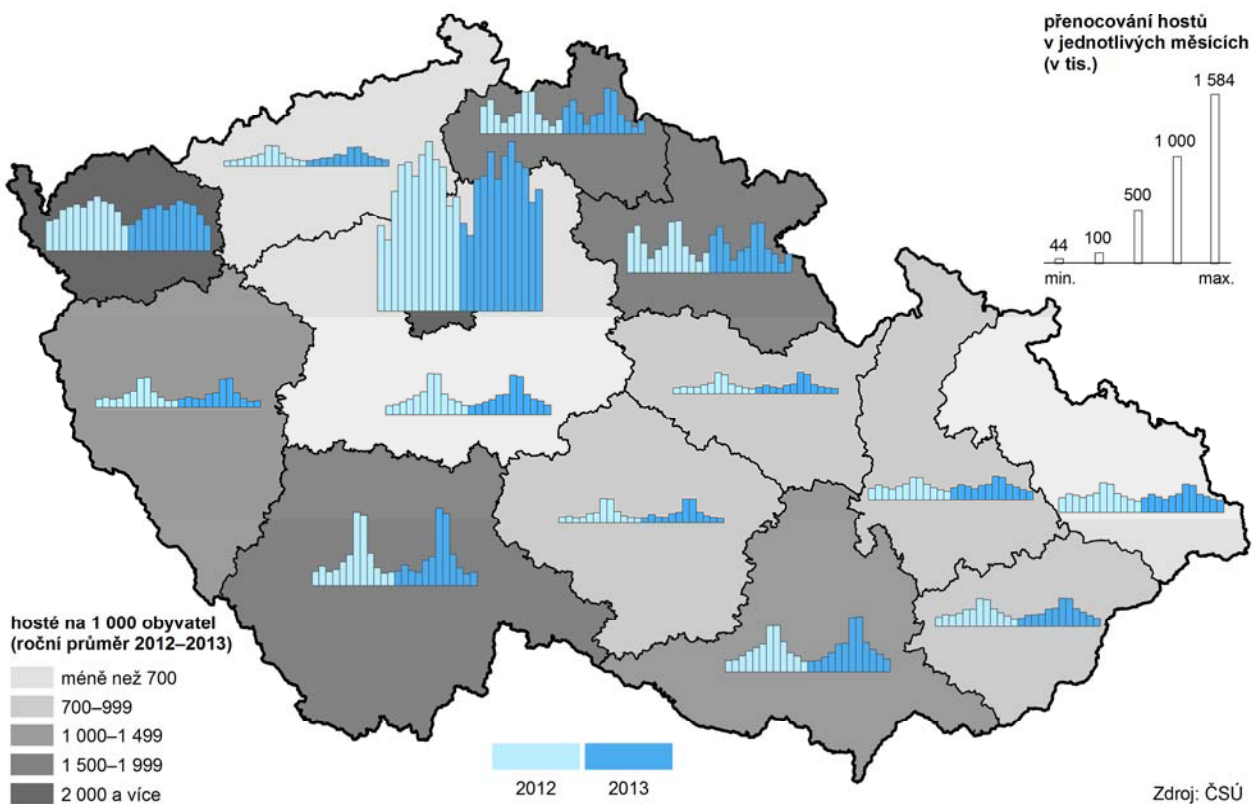 přenocování hostů
v jednotlivých měsících
(v tis.)
1 584
1 000
500
44
100
min.
max.
hosté na 1 000 obyvatel
(roční průměr 2012–2013)
méně než 700
700–999
1 000–1 499
1 500–1 999
2 000 a více
2012
2013
Zdroj: ČSÚ